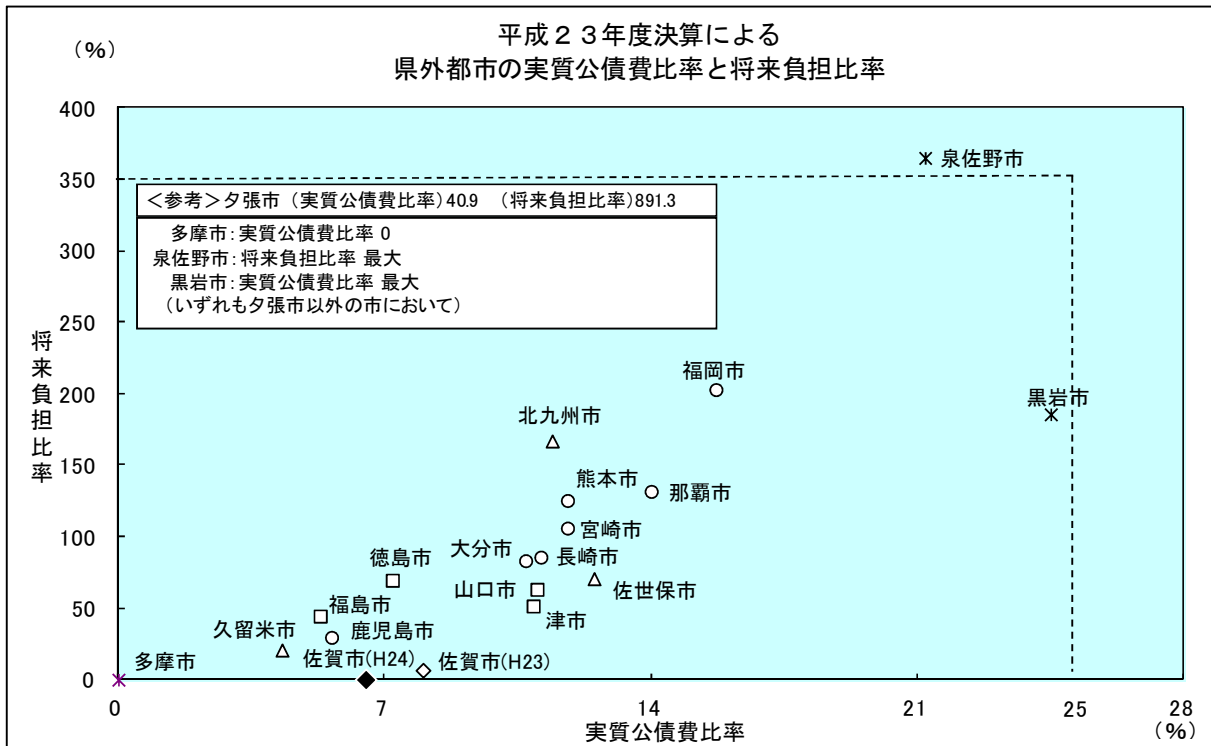 平成２３年度決算による
県外都市の実質公債費比率と将来負担比率
（％）
400
350
300
250
200
150
100
50
0
将来負担比率
＜参考＞夕張市（実質公債費比率）40.9　（将来負担比率）891.3
多摩市：実質公債費比率 0
泉佐野市：将来負担比率 最大
黒岩市：実質公債費比率 最大
（いずれも夕張市以外の市において）
泉佐野市
福岡市
黒岩市
北九州市
熊本市
那覇市
宮崎市
大分市
長崎市
徳島市
山口市
佐世保市
福島市
津市
久留米市
鹿児島市
多摩市
佐賀市(H24)
佐賀市(H23)
0
7
14
21
25
28
実質公債費比率
（％）